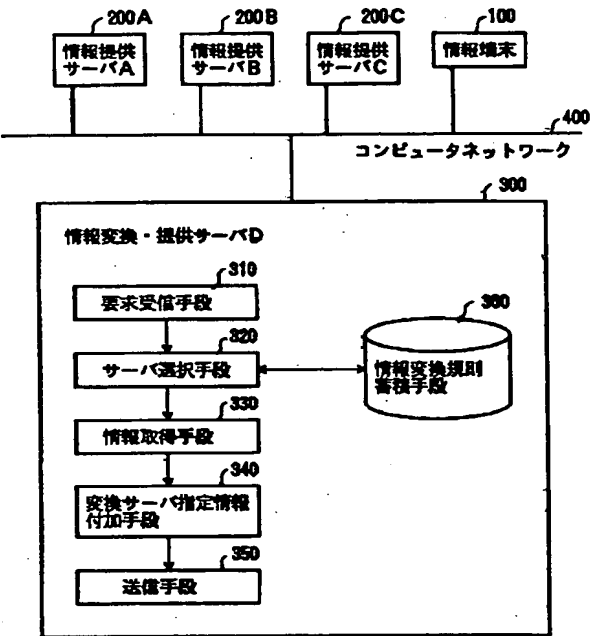 200A
200B
200C
100
情報提供
サーバA
情報提供
サーバB
情報提供
サーバC
情報端末
400
コンピュータネットワーク
300
情報変換・提供サーバD
310
要求受信手段
320
サーバ選択手段
360
情報変換規則
蓄積手段
330
情報取得手段
340
変換サーバ指定情報
付加手段
350
送信手段